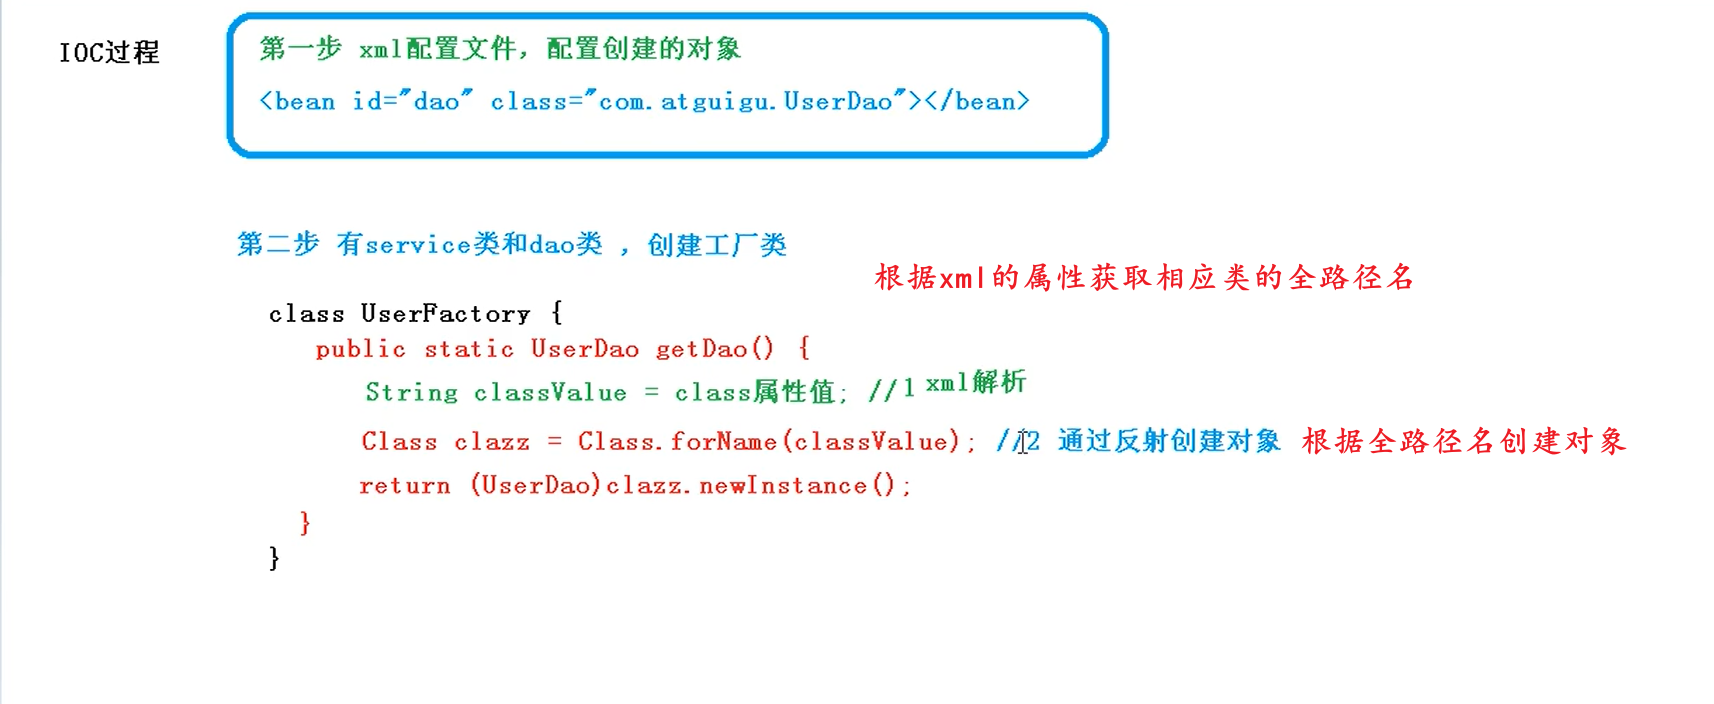 IOC过程
第一步 xml配置文件，配置创建的对象
<bean id="dao" class="com.atguigu.UserDao"></bean>
第二步 有service类和dao类 ，创建工厂类
根据xml的属性获取相应类的全路径名
class UserFactory {
public static UserDao getDao() {
String classValue = class属性值; //1 xml解析
Class clazz = Class.forName(classValue); //2 通过反射创建对象 根据全路径名创建对象
return (UserDao)clazz.newInstance();
}
}